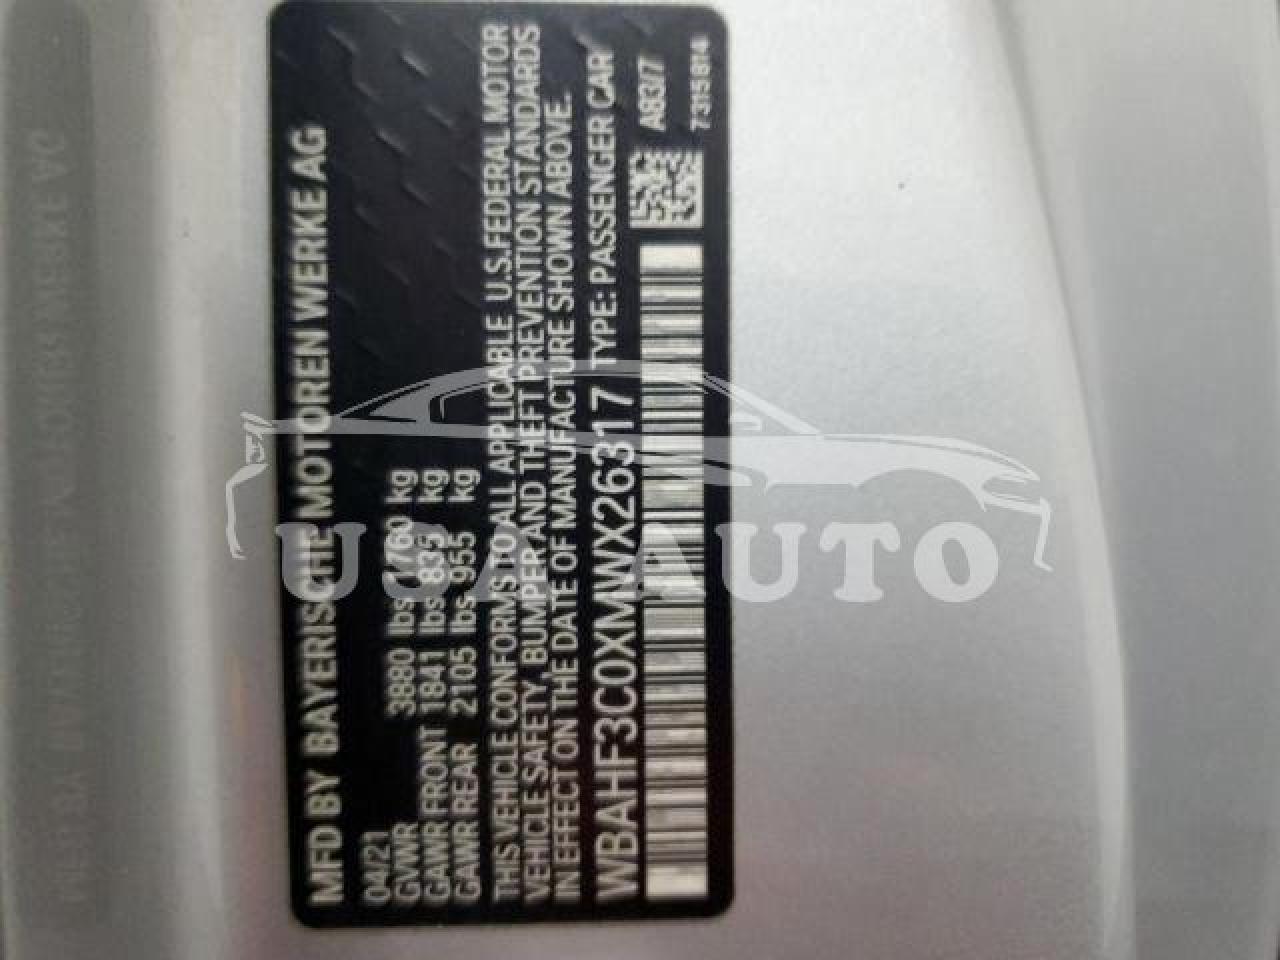 MFD BY BAYERISCHE MOTOREN WERKE AG
04/21
GVWR 3880 lbs 1760 kg
GAWR FRONT 1841 lbs 835 kg
GAWR REAR 2105 lbs 955 kg
THIS VEHICLE CONFORMS TO ALL APPLICABLE U.S.FEDERAL MOTOR
VEHICLE SAFETY, BUMPER AND THEFT PREVENTION STANDARDS
IN EFFECT ON THE DATE OF MANUFACTURE SHOWN ABOVE.
WBAHF3C0XMWX26317 TYPE: PASSENGER CAR
A83/7
7315814
USA AUTO